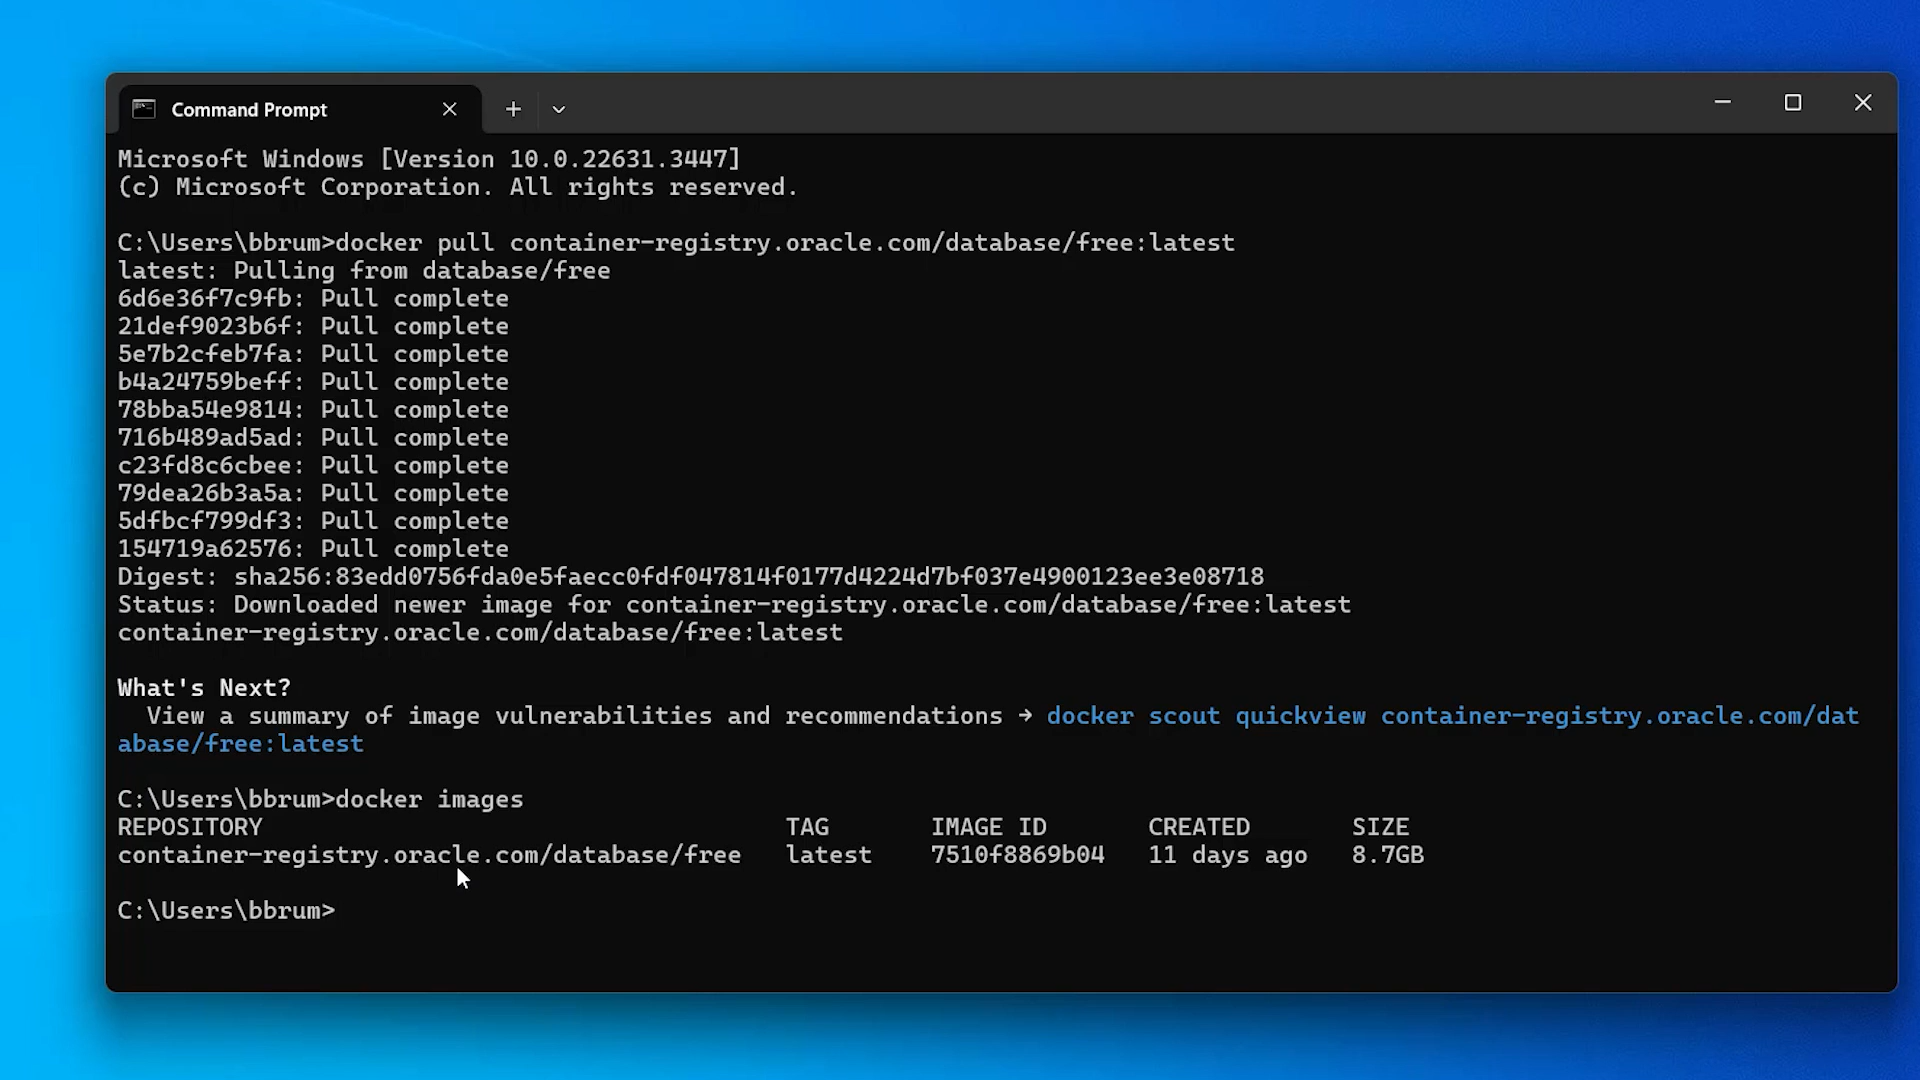 Command Prompt
Microsoft Windows [Version 10.0.22631.3447]
(c) Microsoft Corporation. All rights reserved.
C:\Users\bbrum>docker pull container-registry.oracle.com/database/free:latest
latest: Pulling from database/free
6d6e36f7c9fb: Pull complete
21def9023b6f: Pull complete
5e7b2cfeb7fa: Pull complete
b4a24759beff: Pull complete
78bba54e9814: Pull complete
716b489ad5ad: Pull complete
c23fd8c6cbee: Pull complete
79dea26b3a5a: Pull complete
5dfbcf799df3: Pull complete
154719a62576: Pull complete
Digest: sha256:83edd0756fda0e5faecc0fdf047814f0177d4224d7bf037e4900123ee3e08718
Status: Downloaded newer image for container-registry.oracle.com/database/free:latest
container-registry.oracle.com/database/free:latest
What's Next?
View a summary of image vulnerabilities and recommendations → docker scout quickview container-registry.oracle.com/dat
abase/free:latest
C:\Users\bbrum>docker images
REPOSITORY TAG IMAGE ID CREATED SIZE
container-registry.oracle.com/database/free latest 7510f8869b04 11 days ago 8.7GB
C:\Users\bbrum>